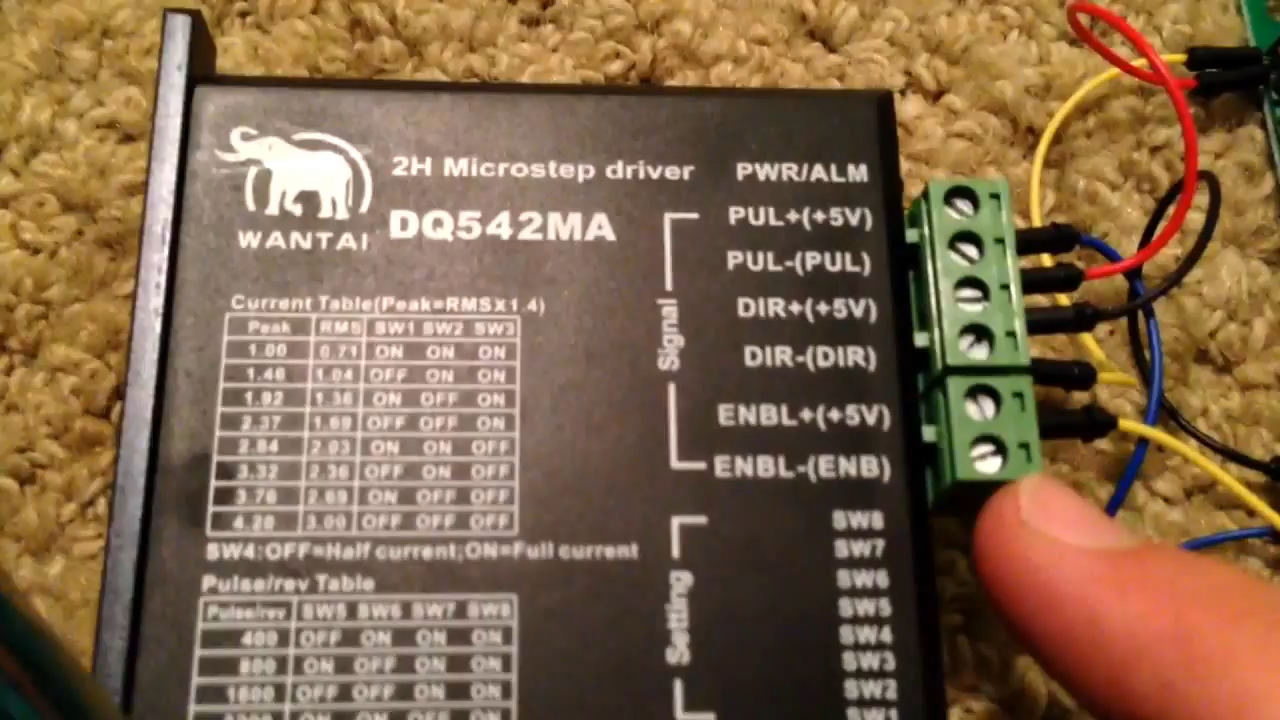 WANTAI
2H Microstep driver
DQ542MA
PWR/ALM
PUL+(+5V)
PUL-(PUL)
DIR+(+5V)
DIR-(DIR)
ENBL+(+5V)
ENBL-(ENB)
Signal
Current Table(Peak=RMSX1.4)
Peak RMS SW1 SW2 SW3
1.00 0.71 ON ON ON
1.46 1.04 OFF ON ON
1.92 1.36 ON OFF ON
2.37 1.69 OFF OFF ON
2.84 2.03 ON ON OFF
3.32 2.36 OFF ON OFF
3.76 2.69 ON OFF OFF
4.20 3.00 OFF OFF OFF
SW4:OFF=Half current;ON=Full current
Pulse/rev Table
Pulse/rev SW5 SW6 SW7 SW8
400 OFF ON ON ON
800 ON OFF ON ON
1600 OFF OFF ON ON
ON ON OFF ON
Setting
SW8
SW7
SW6
SW5
SW4
SW3
SW2
SW1